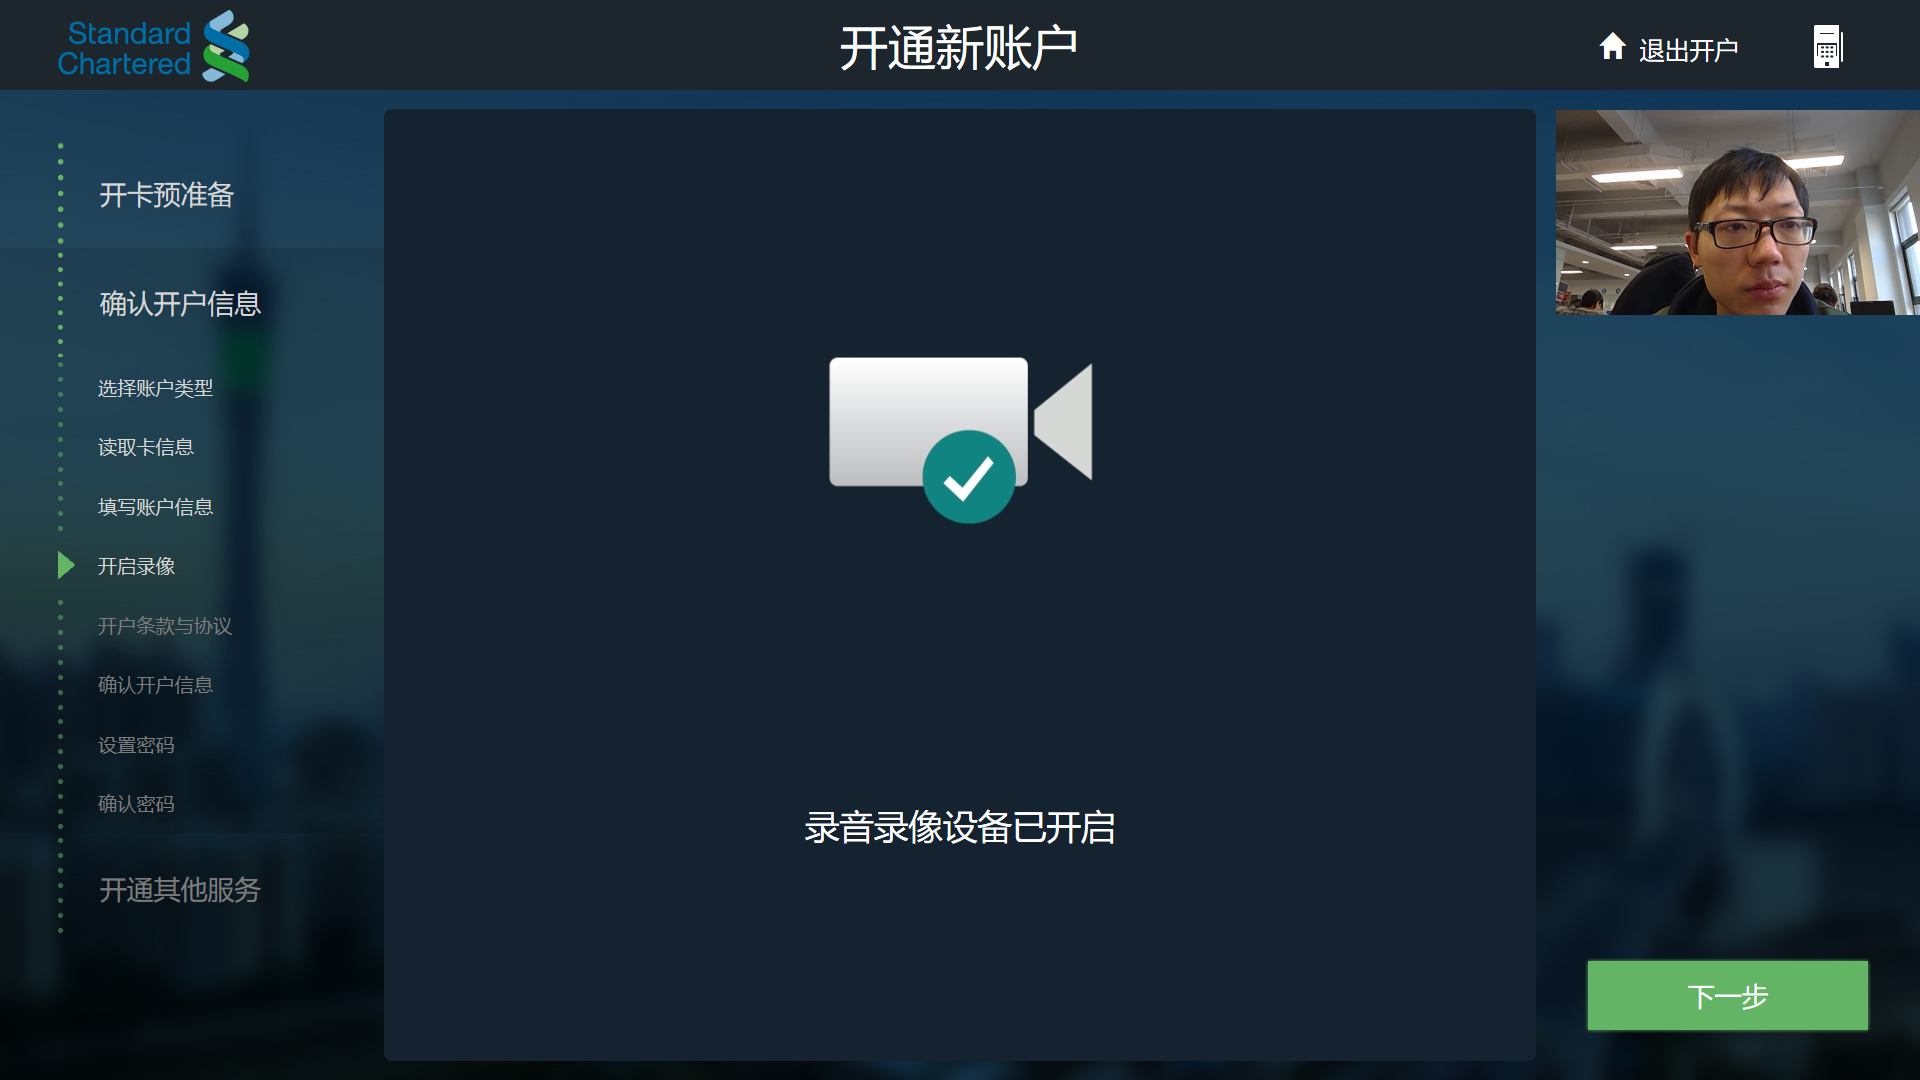 Standard
Chartered
开通新账户
退出开户
开卡预准备
确认开户信息
选择账户类型
读取卡信息
填写账户信息
开启录像
开户条款与协议
确认开户信息
设置密码
确认密码
开通其他服务
录音录像设备已开启
下一步